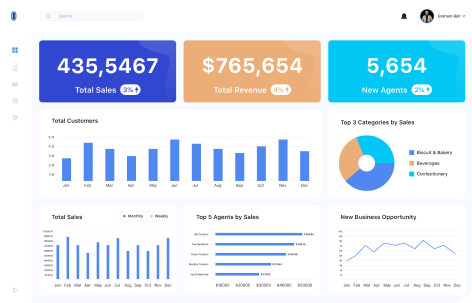 Search
Graham Bell
435,5467
Total Sales 3%
$765,654
Total Revenue 4%
5,654
New Agents 2%
Total Customers
Jan Feb Mar Apr May Jun Jul Aug Sep Oct Nov Dec
Top 3 Categories by Sales
Biscuit & Bakery
Beverages
Confectionery
Total Sales
Monthly Weekly
Jan Feb Mar Apr May Jun Jul Aug Sep Oct Nov Dec
Top 5 Agents by Sales
$10000 $20000 $30000 $40000 $50000
New Business Opportunity
Jan Feb Mar Apr May Jun Jul Aug Sep Oct Nov Dec